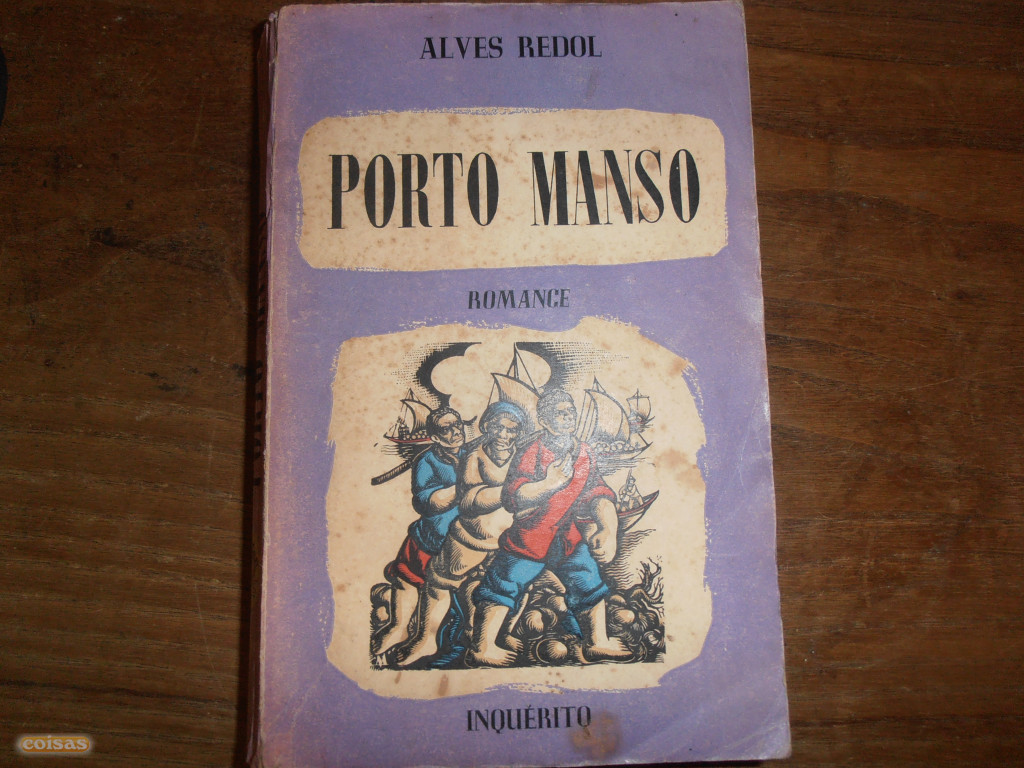 ALVES REDOL
PORTO MANSO
ROMANCE
INQUÉRITO
coisas